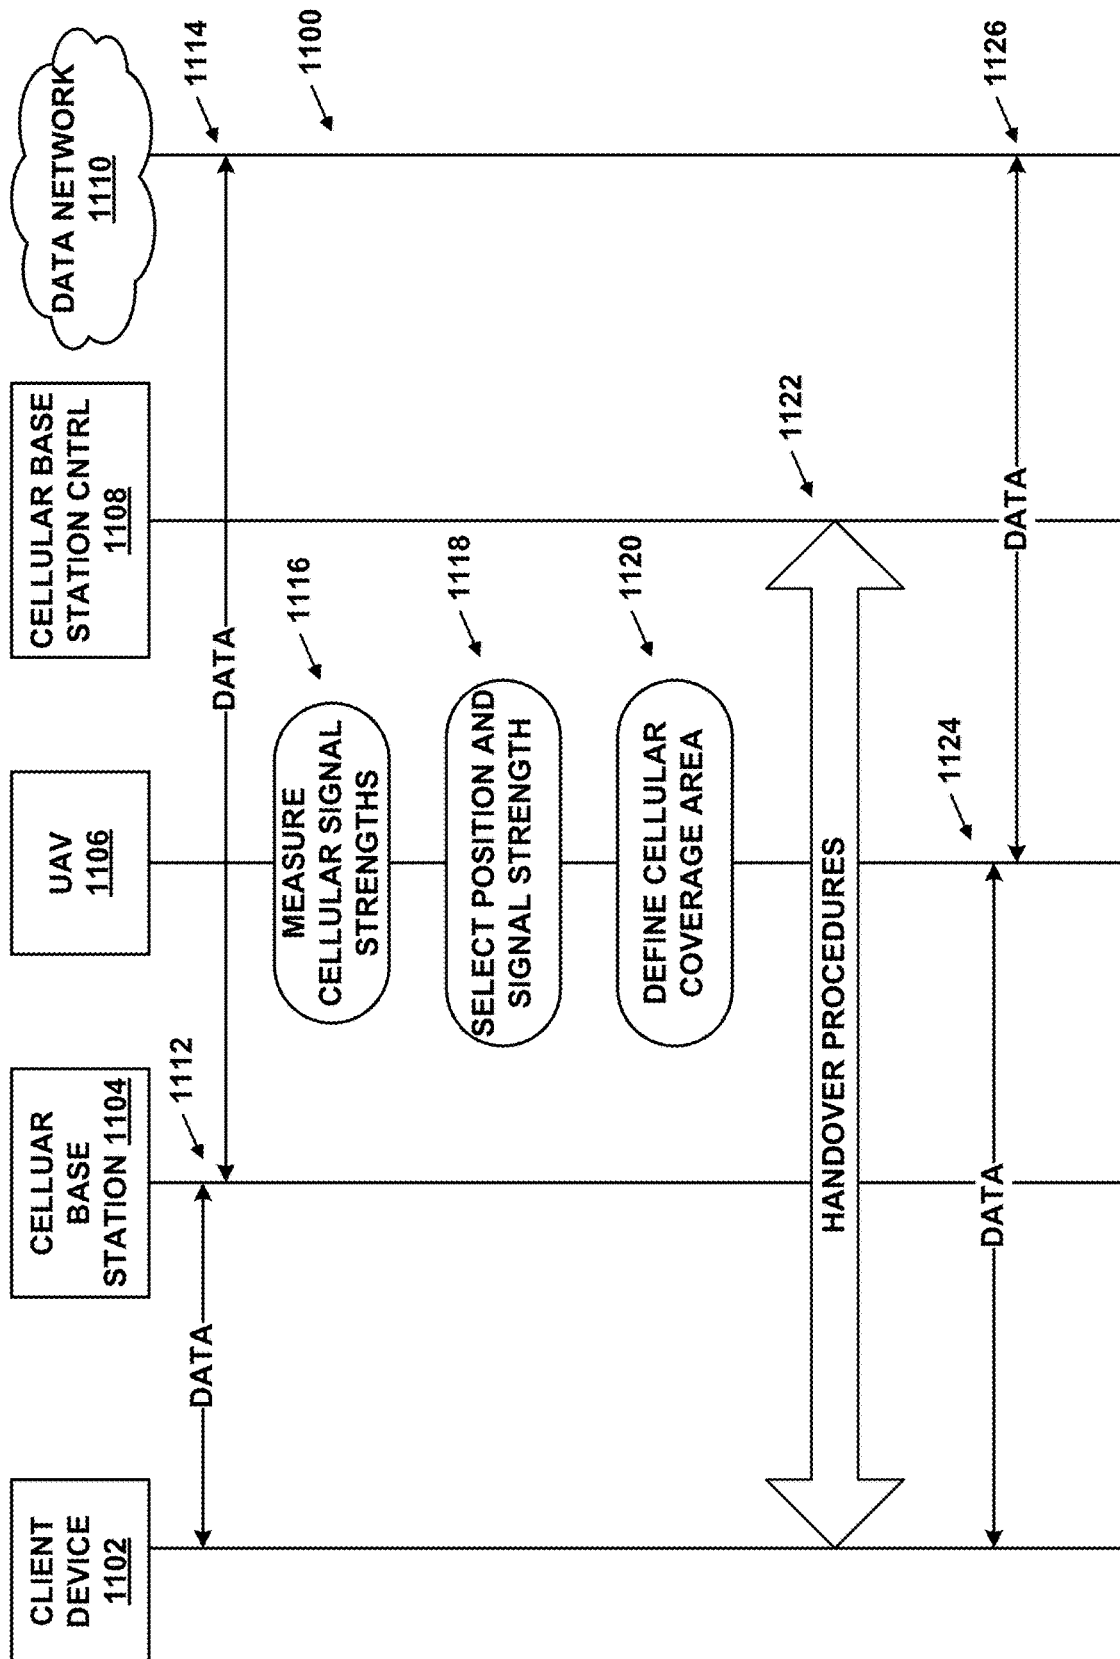 CLIENT
DEVICE
1102
CELLUAR
BASE
STATION 1104
UAV
1106
CELLULAR BASE
STATION CNTRL
1108
DATA NETWORK
1110
DATA
1112
DATA
1114
1100
MEASURE
CELLULAR SIGNAL
STRENGTHS
1116
SELECT POSITION AND
SIGNAL STRENGTH
1118
DEFINE CELLULAR
COVERAGE AREA
1120
HANDOVER PROCEDURES
1122
DATA
1124
DATA
1126